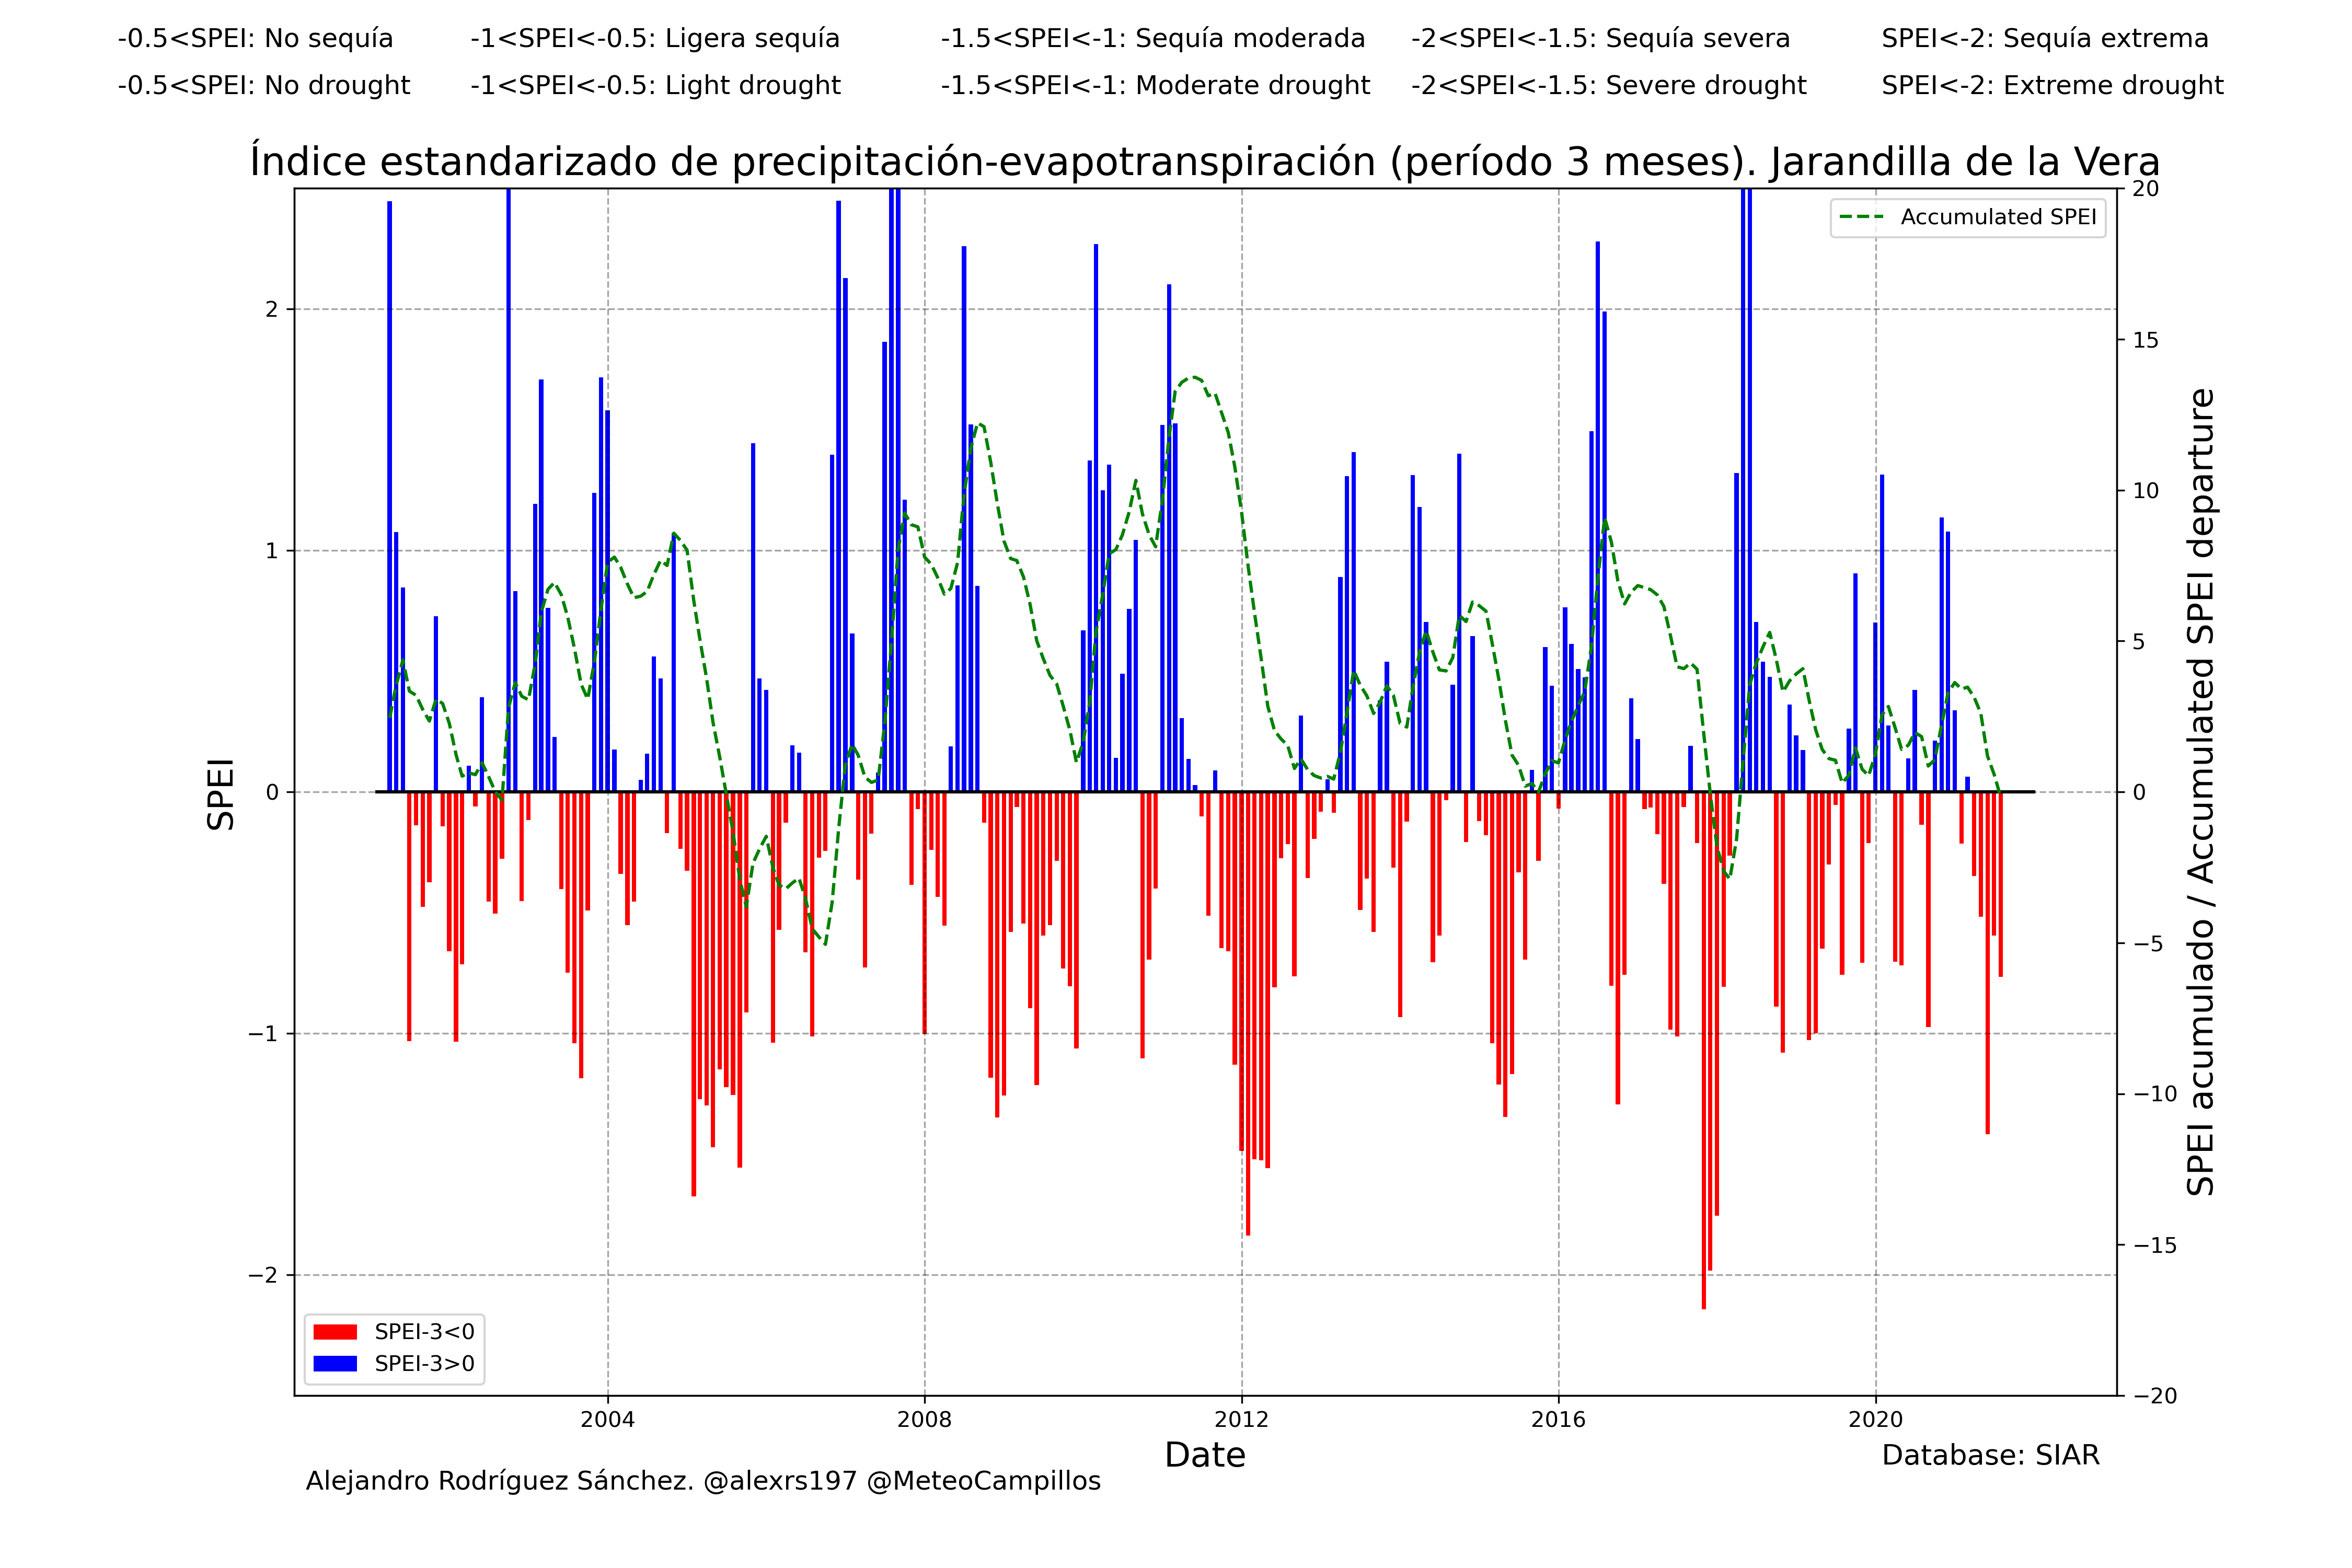 -0.5<SPEI: No sequía -1<SPEI<-0.5: Ligera sequía -1.5<SPEI<-1: Sequía moderada -2<SPEI<-1.5: Sequía severa SPEI<-2: Sequía extrema
-0.5<SPEI: No drought -1<SPEI<-0.5: Light drought -1.5<SPEI<-1: Moderate drought -2<SPEI<-1.5: Severe drought SPEI<-2: Extreme drought
Índice estandarizado de precipitación-evapotranspiración (período 3 meses). Jarandilla de la Vera
Accumulated SPEI
SPEI
2
1
0
−1
−2
20
15
10
5
0
−5
−10
−15
−20
SPEI acumulado / Accumulated SPEI departure
SPEI-3<0
SPEI-3>0
2004 2008 2012 2016 2020
Date
Database: SIAR
Alejandro Rodríguez Sánchez. @alexrs197 @MeteoCampillos